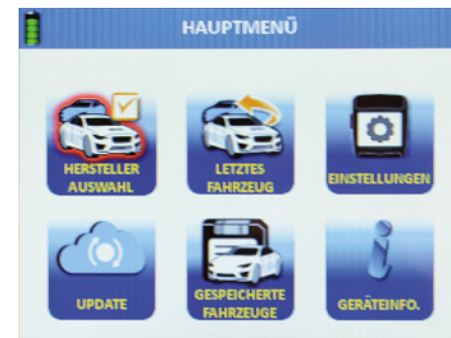 HAUPTMENÜ
HERSTELLER
AUSWAHL
LETZTES
FAHRZEUG
EINSTELLUNGEN
UPDATE
GESPEICHERTE
FAHRZEUGE
GERÄTEINFO.